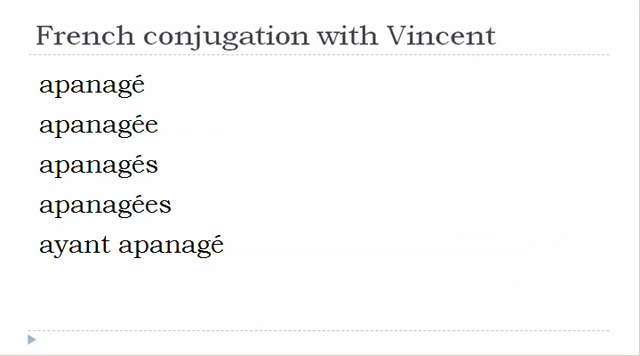 French conjugation with Vincent
apanagé
apanagée
apanagés
apanagées
ayant apanagé